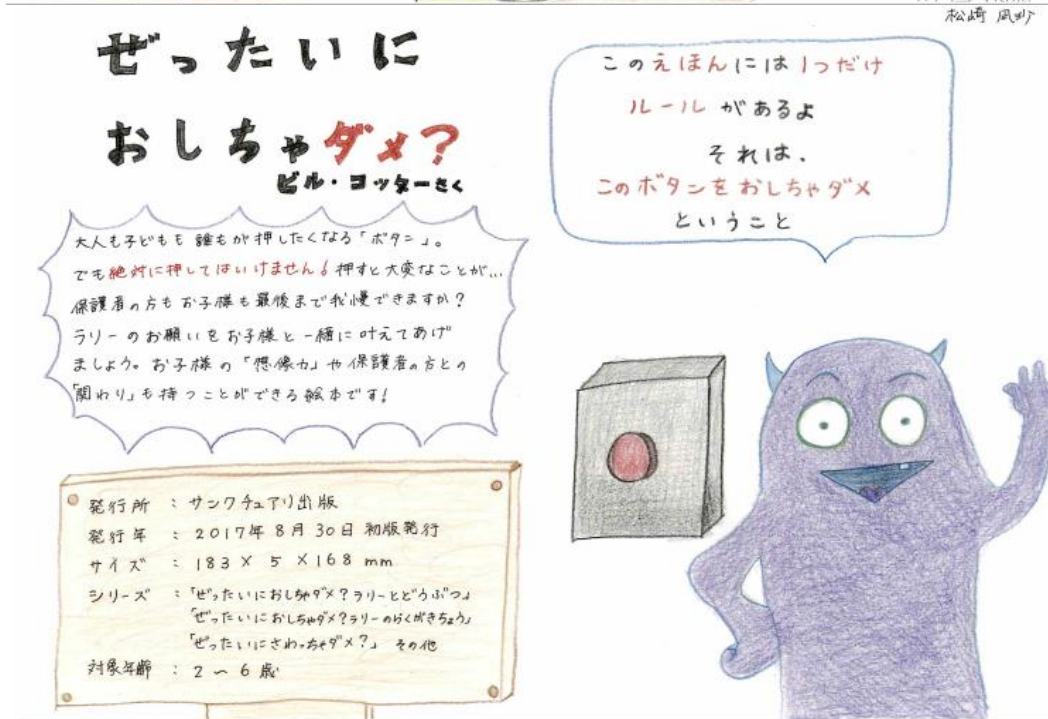 松崎
ぜったいに
おしちゃダメ?
ビル・コッターさく
このえほんには1つだけ
ルールがあるよ
それは、
このボタンをおしちゃダメ
ということ
大人も子どもも誰もが押したくなる「ボタン」。
でも絶対に押してはいけません!押すと大変なことが…
保護者の方もお子様も最後まで我慢できますか?
ラリーのお願いをお子様と一緒に叶えてあげ
ましょう。お子様の「想像力」や保護者の方との
「関わり」も持つことができる絵本です!
発行所 : サンクチュアリ出版
発行年 : 2017年8月30日 初版発行
サイズ : 183 × 5 × 168 mm
シリーズ : 「ぜったいにおしちゃダメ?ラリーとどうぶつ」
「ぜったいにおしちゃダメ?ラリーのらくがきちょう」
「ぜったいにさわっちゃダメ?」 その他
対象年齢 : 2〜6歳